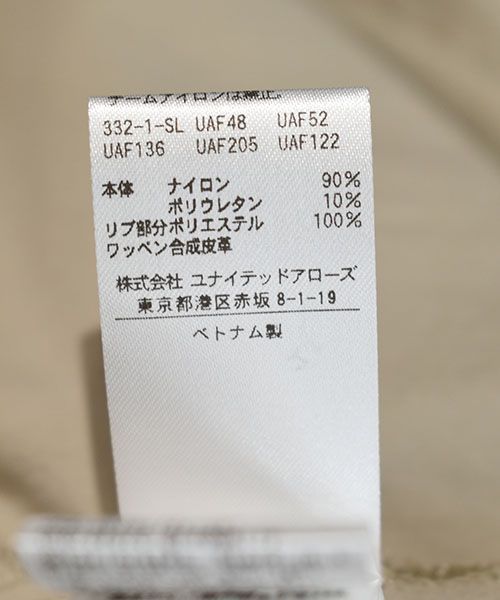 332-1-SL UAF48 UAF52
UAF136 UAF205 UAF122
本体 ナイロン 90%
ポリウレタン 10%
リブ部分ポリエステル 100%
ワッペン合成皮革
株式会社 ユナイテッドアローズ
東京都港区赤坂 8-1-19
ベトナム製